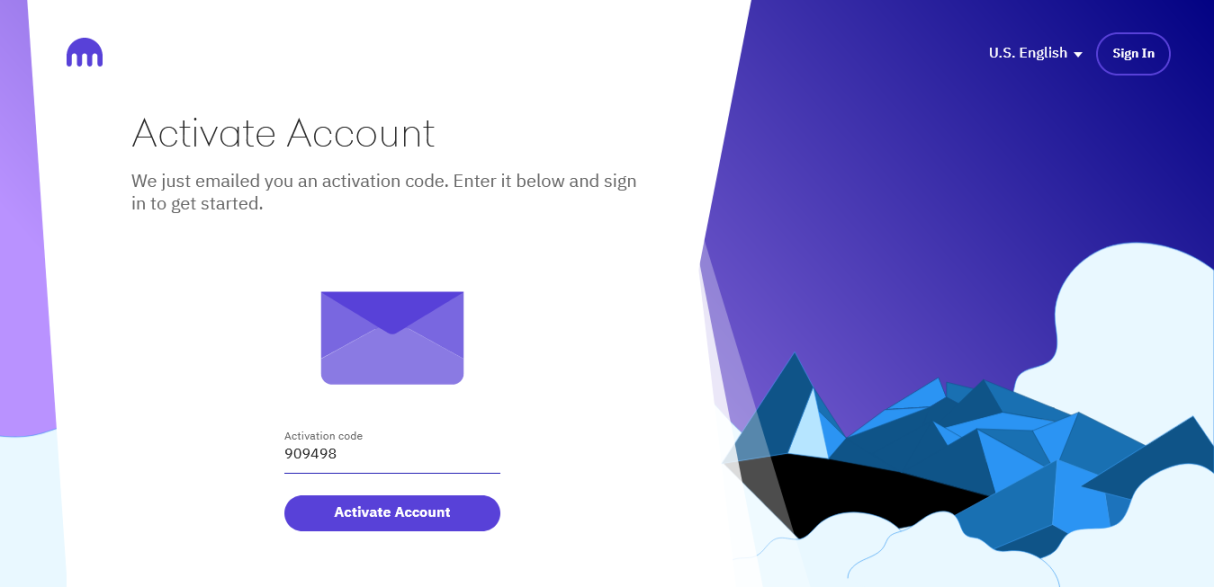 U.S. English
Sign In
Activate Account
We just emailed you an activation code. Enter it below and sign
in to get started.
Activation code
909498
Activate Account